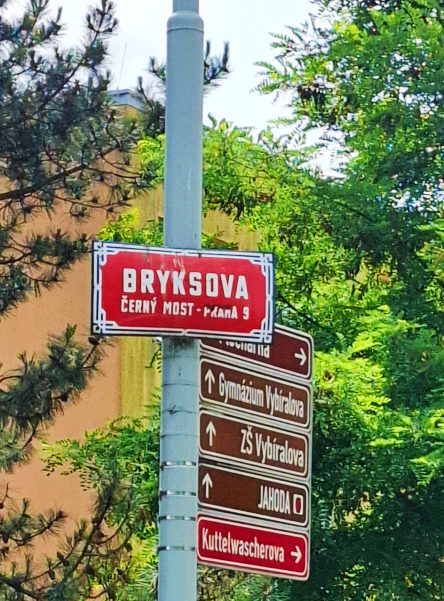 BRYKSOVA
ČERNÝ MOST - PRAHA 9
Gymnázium Vybíralova
ZŠ Vybíralova
JAHODA
Kuttelwascherova